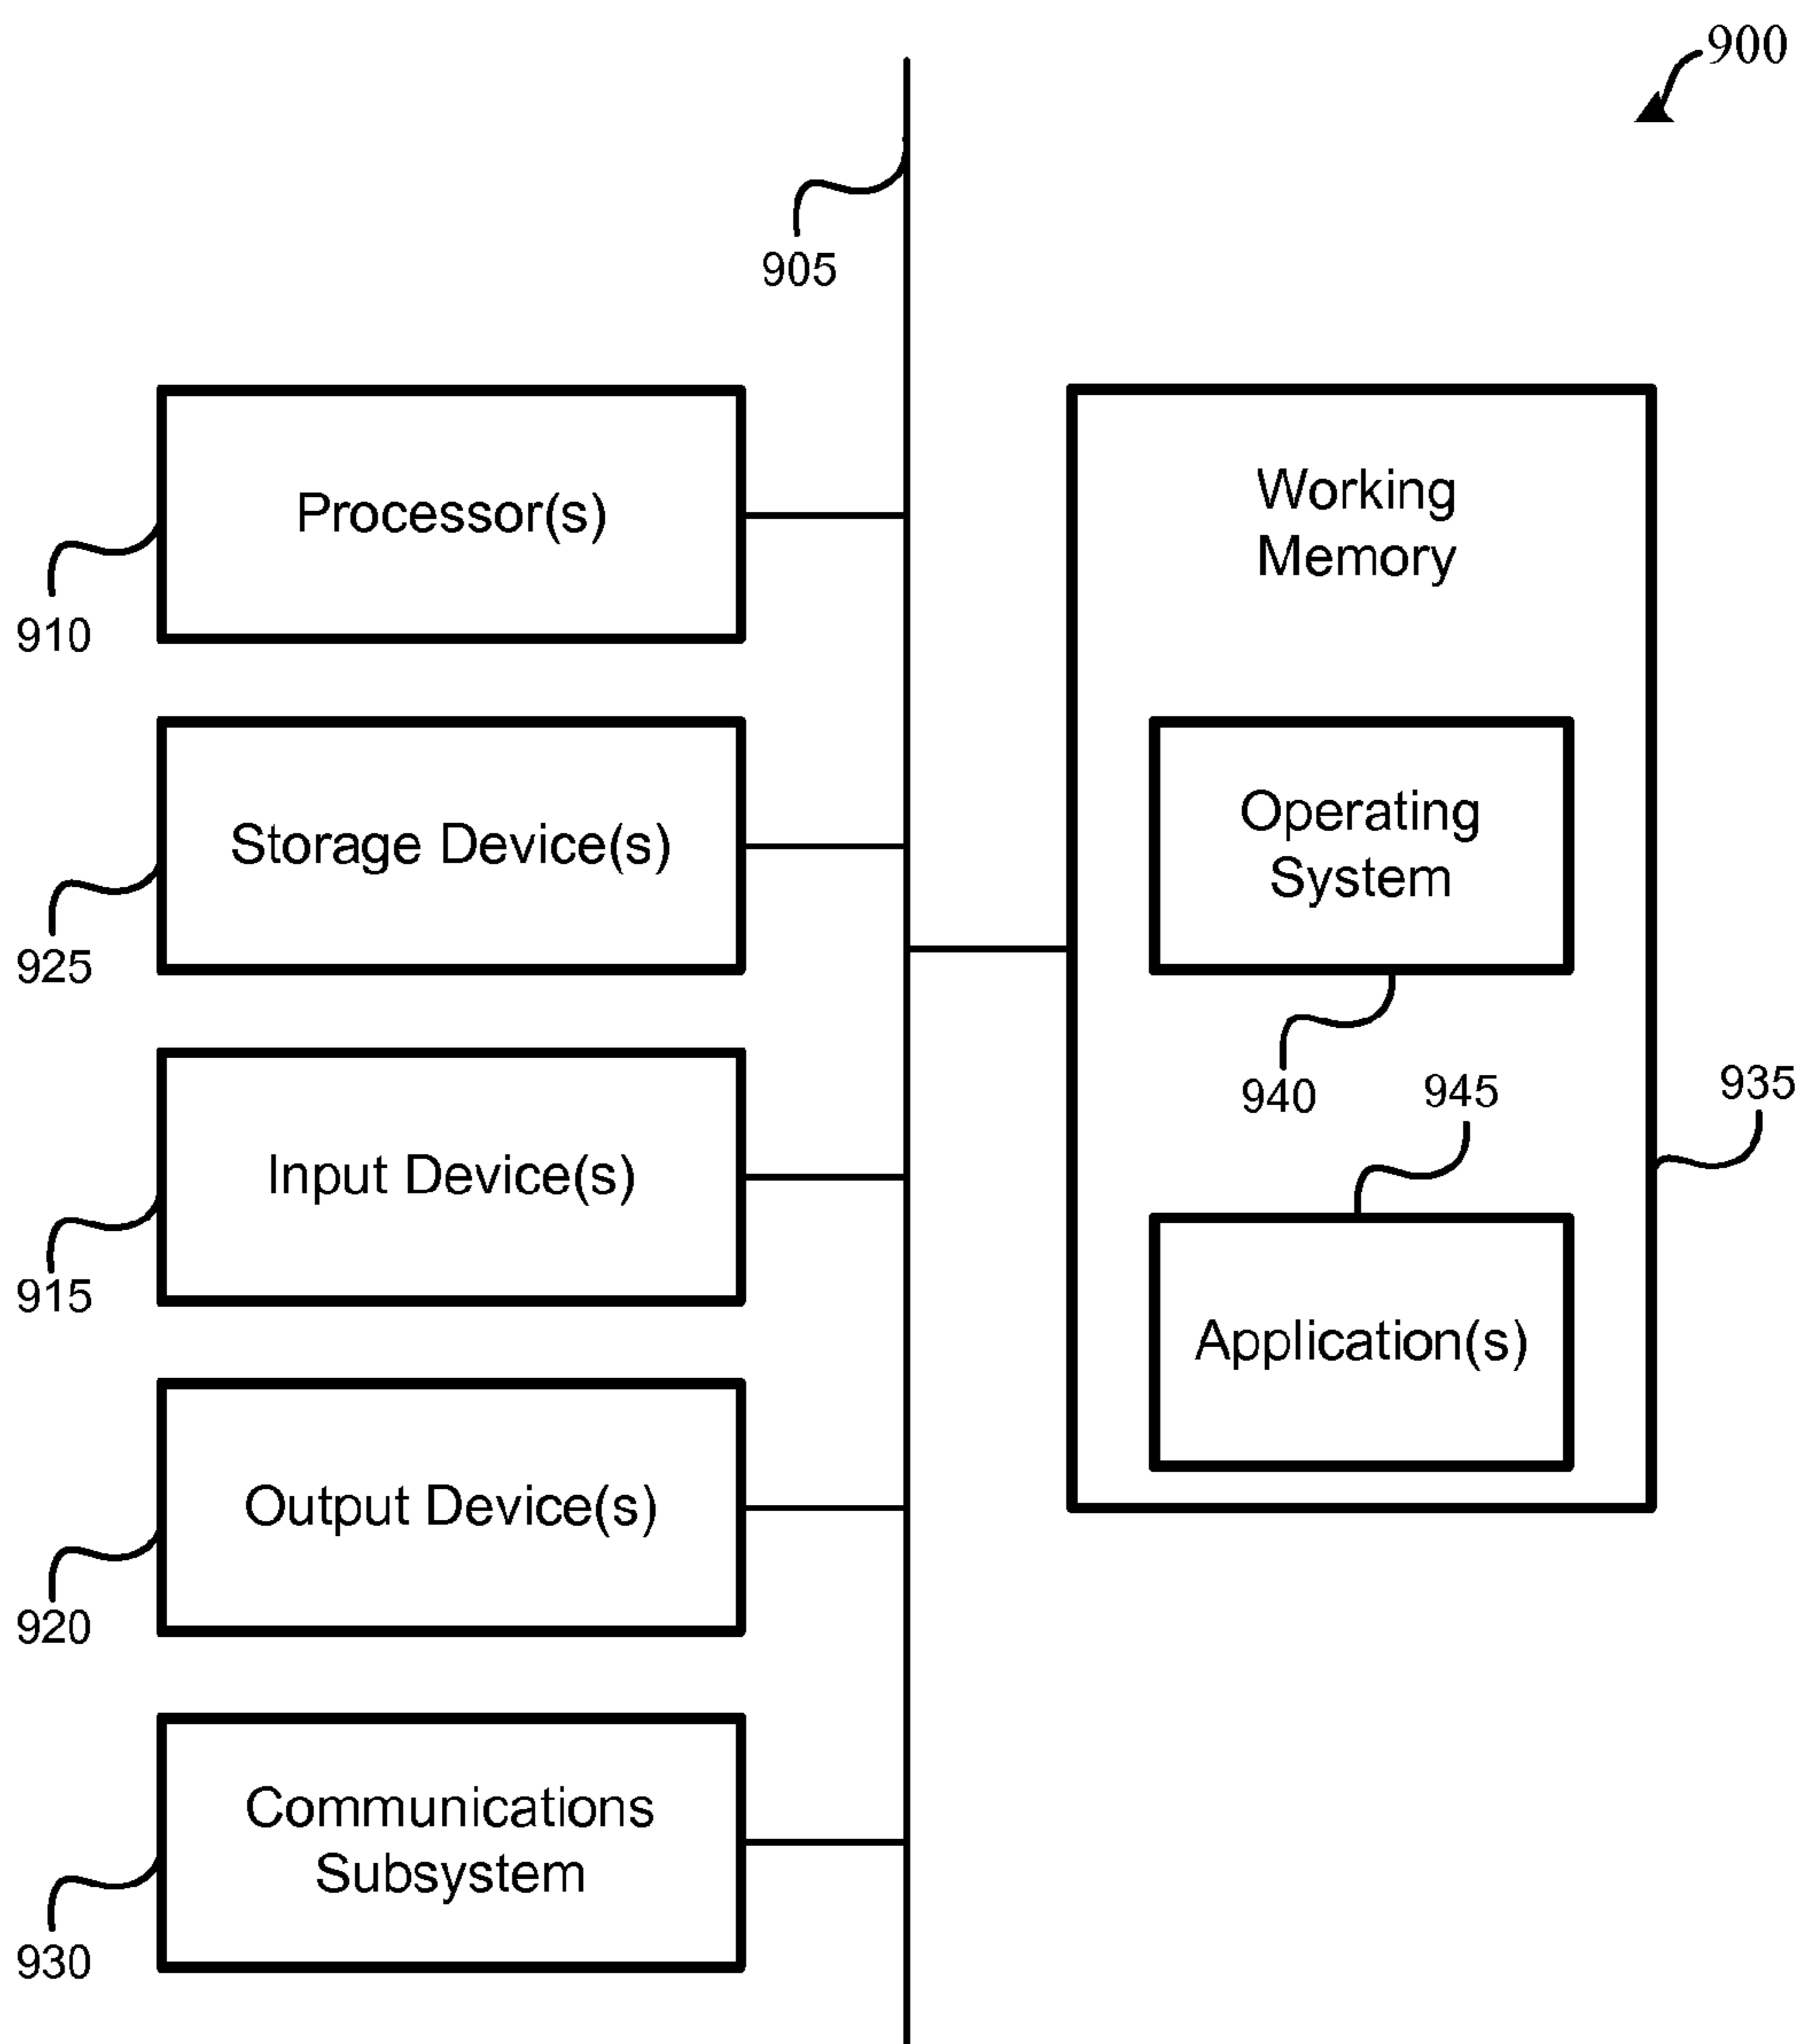 900
905
Processor(s)
910
Storage Device(s)
925
Input Device(s)
915
Output Device(s)
920
Communications
Subsystem
930
Working
Memory
Operating
System
940
945
935
Application(s)